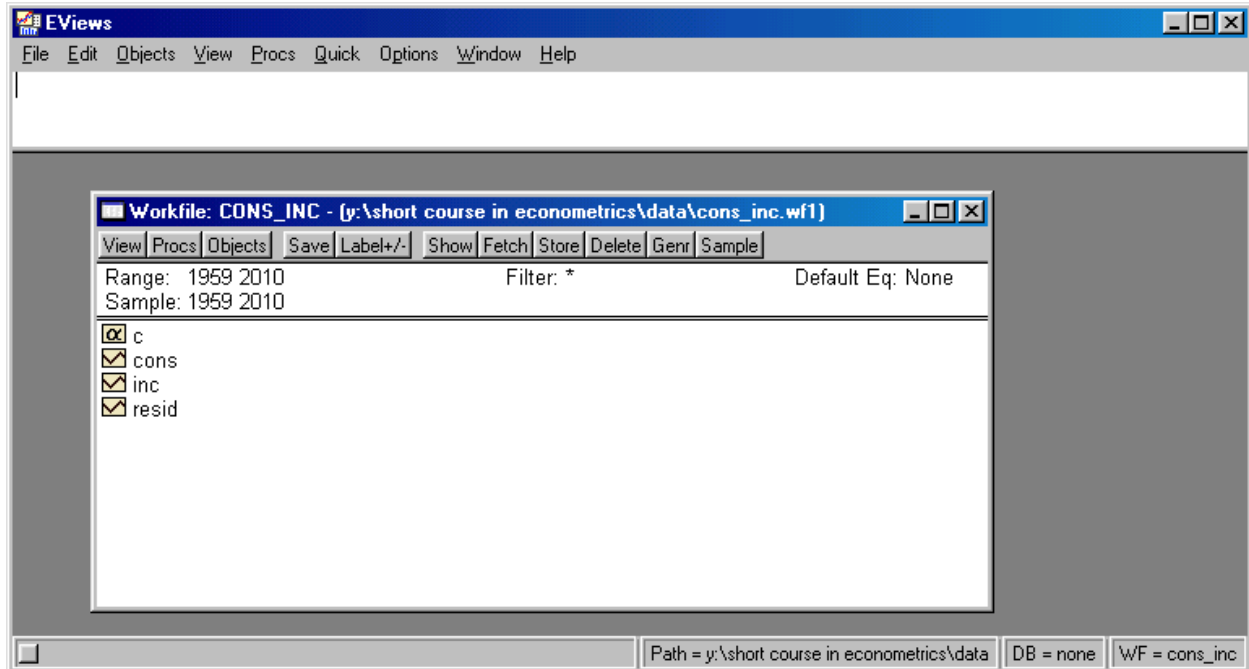 EViews
File Edit Objects View Procs Quick Options Window Help
Workfile: CONS_INC - (y:\short course in econometrics\data\cons_inc.wf1)
View Procs Objects Save Label+/- Show Fetch Store Delete Genr Sample
Range: 1959 2010 Filter: * Default Eq: None
Sample: 1959 2010
α c
cons
inc
resid
Path = y:\short course in econometrics\data DB = none WF = cons_inc